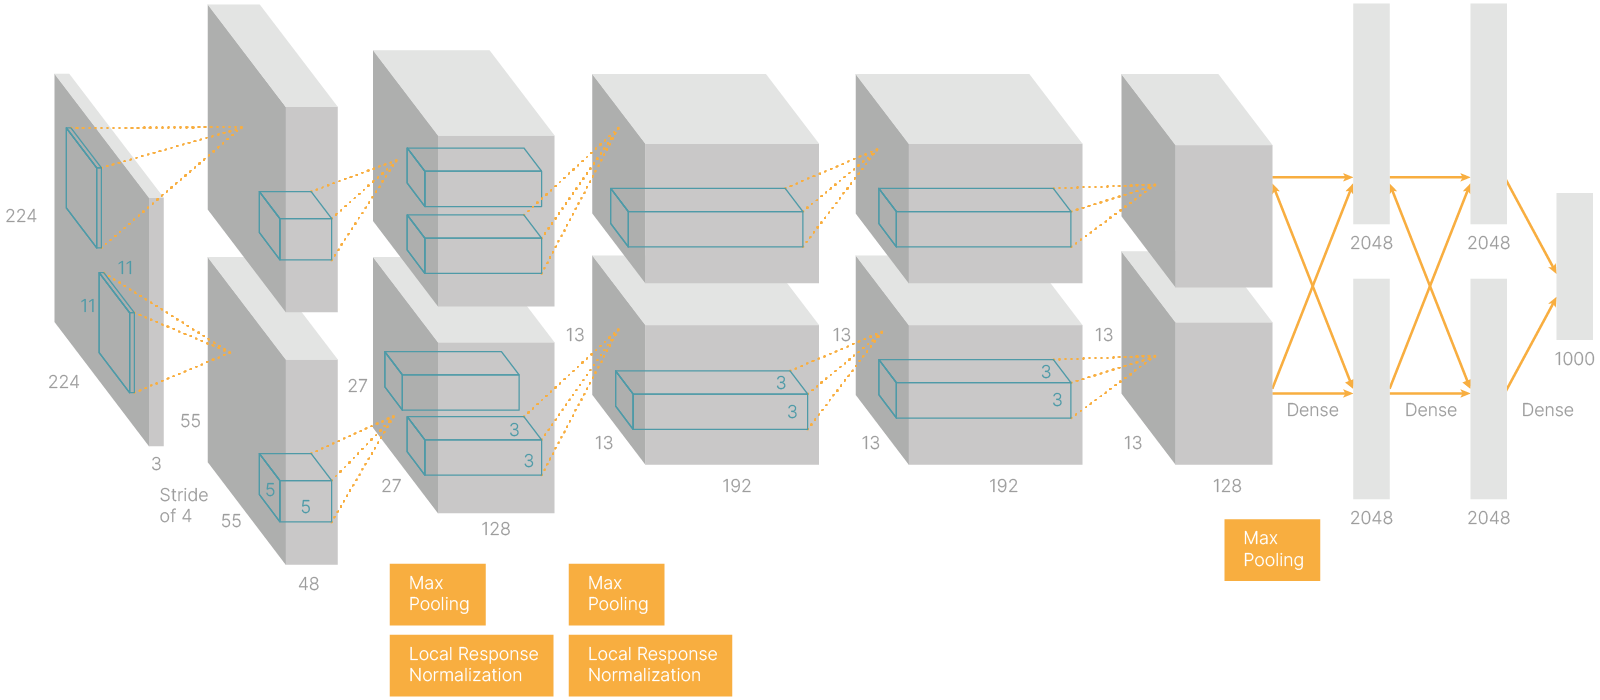 224
224
3
11
11
Stride
of 4
55
55
48
5
5
27
27
128
3
3
13
13
192
3
3
13
13
192
3
3
13
13
128
Dense
2048
2048
Dense
2048
2048
Dense
1000
Max
Pooling
Local Response
Normalization
Max
Pooling
Local Response
Normalization
Max
Pooling